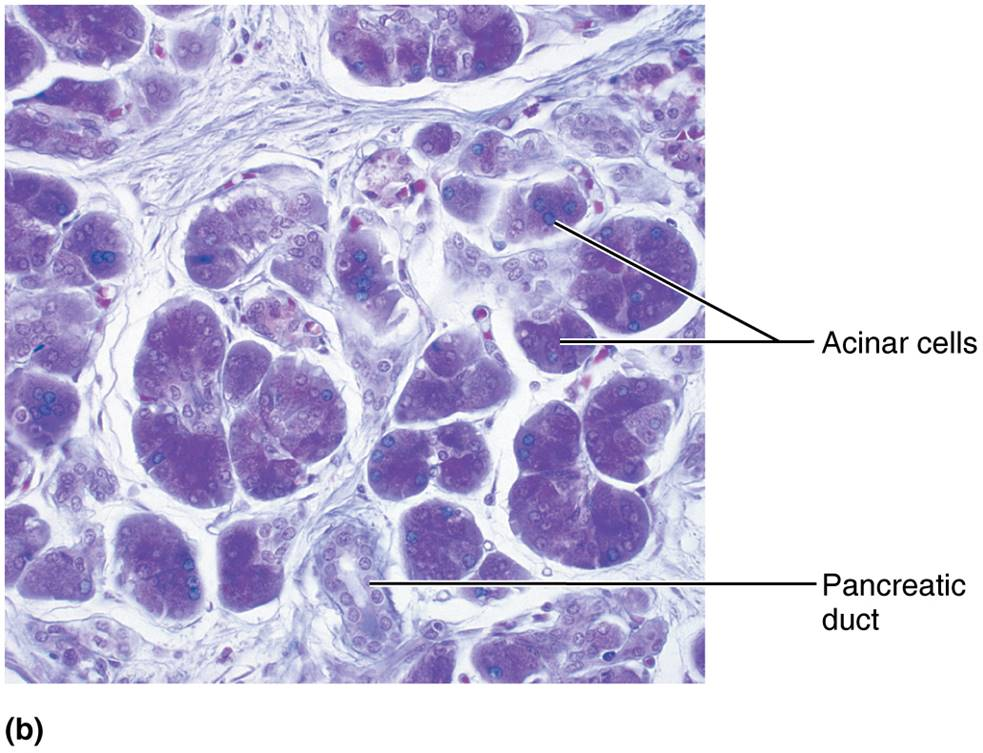 Acinar cells
Pancreatic
duct
(b)